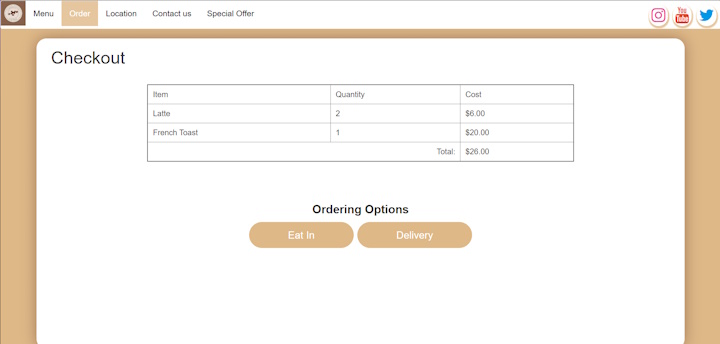 Menu Order Location Contact us Special Offer
You Tube
Checkout
Item Quantity Cost
Latte 2 $6.00
French Toast 1 $20.00
Total: $26.00
Ordering Options
Eat In Delivery